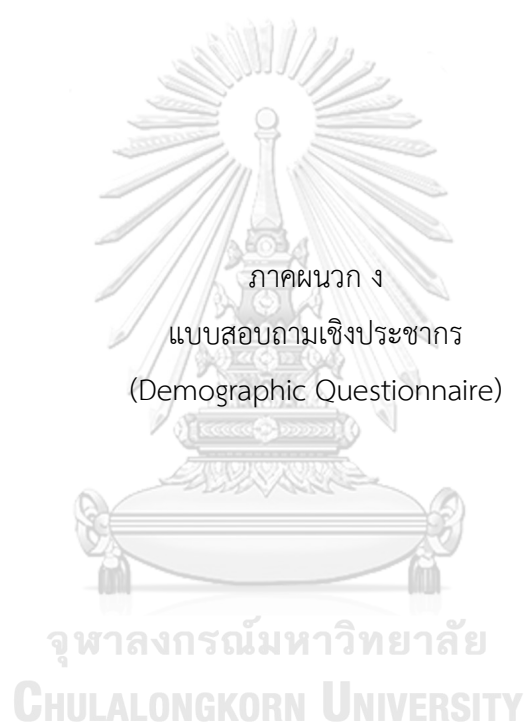 ภาคผนวก ง
แบบสอบถามเชิงประชากร
(Demographic Questionnaire)
จุฬาลงกรณ์มหาวิทยาลัย
CHULALONGKORN UNIVERSITY